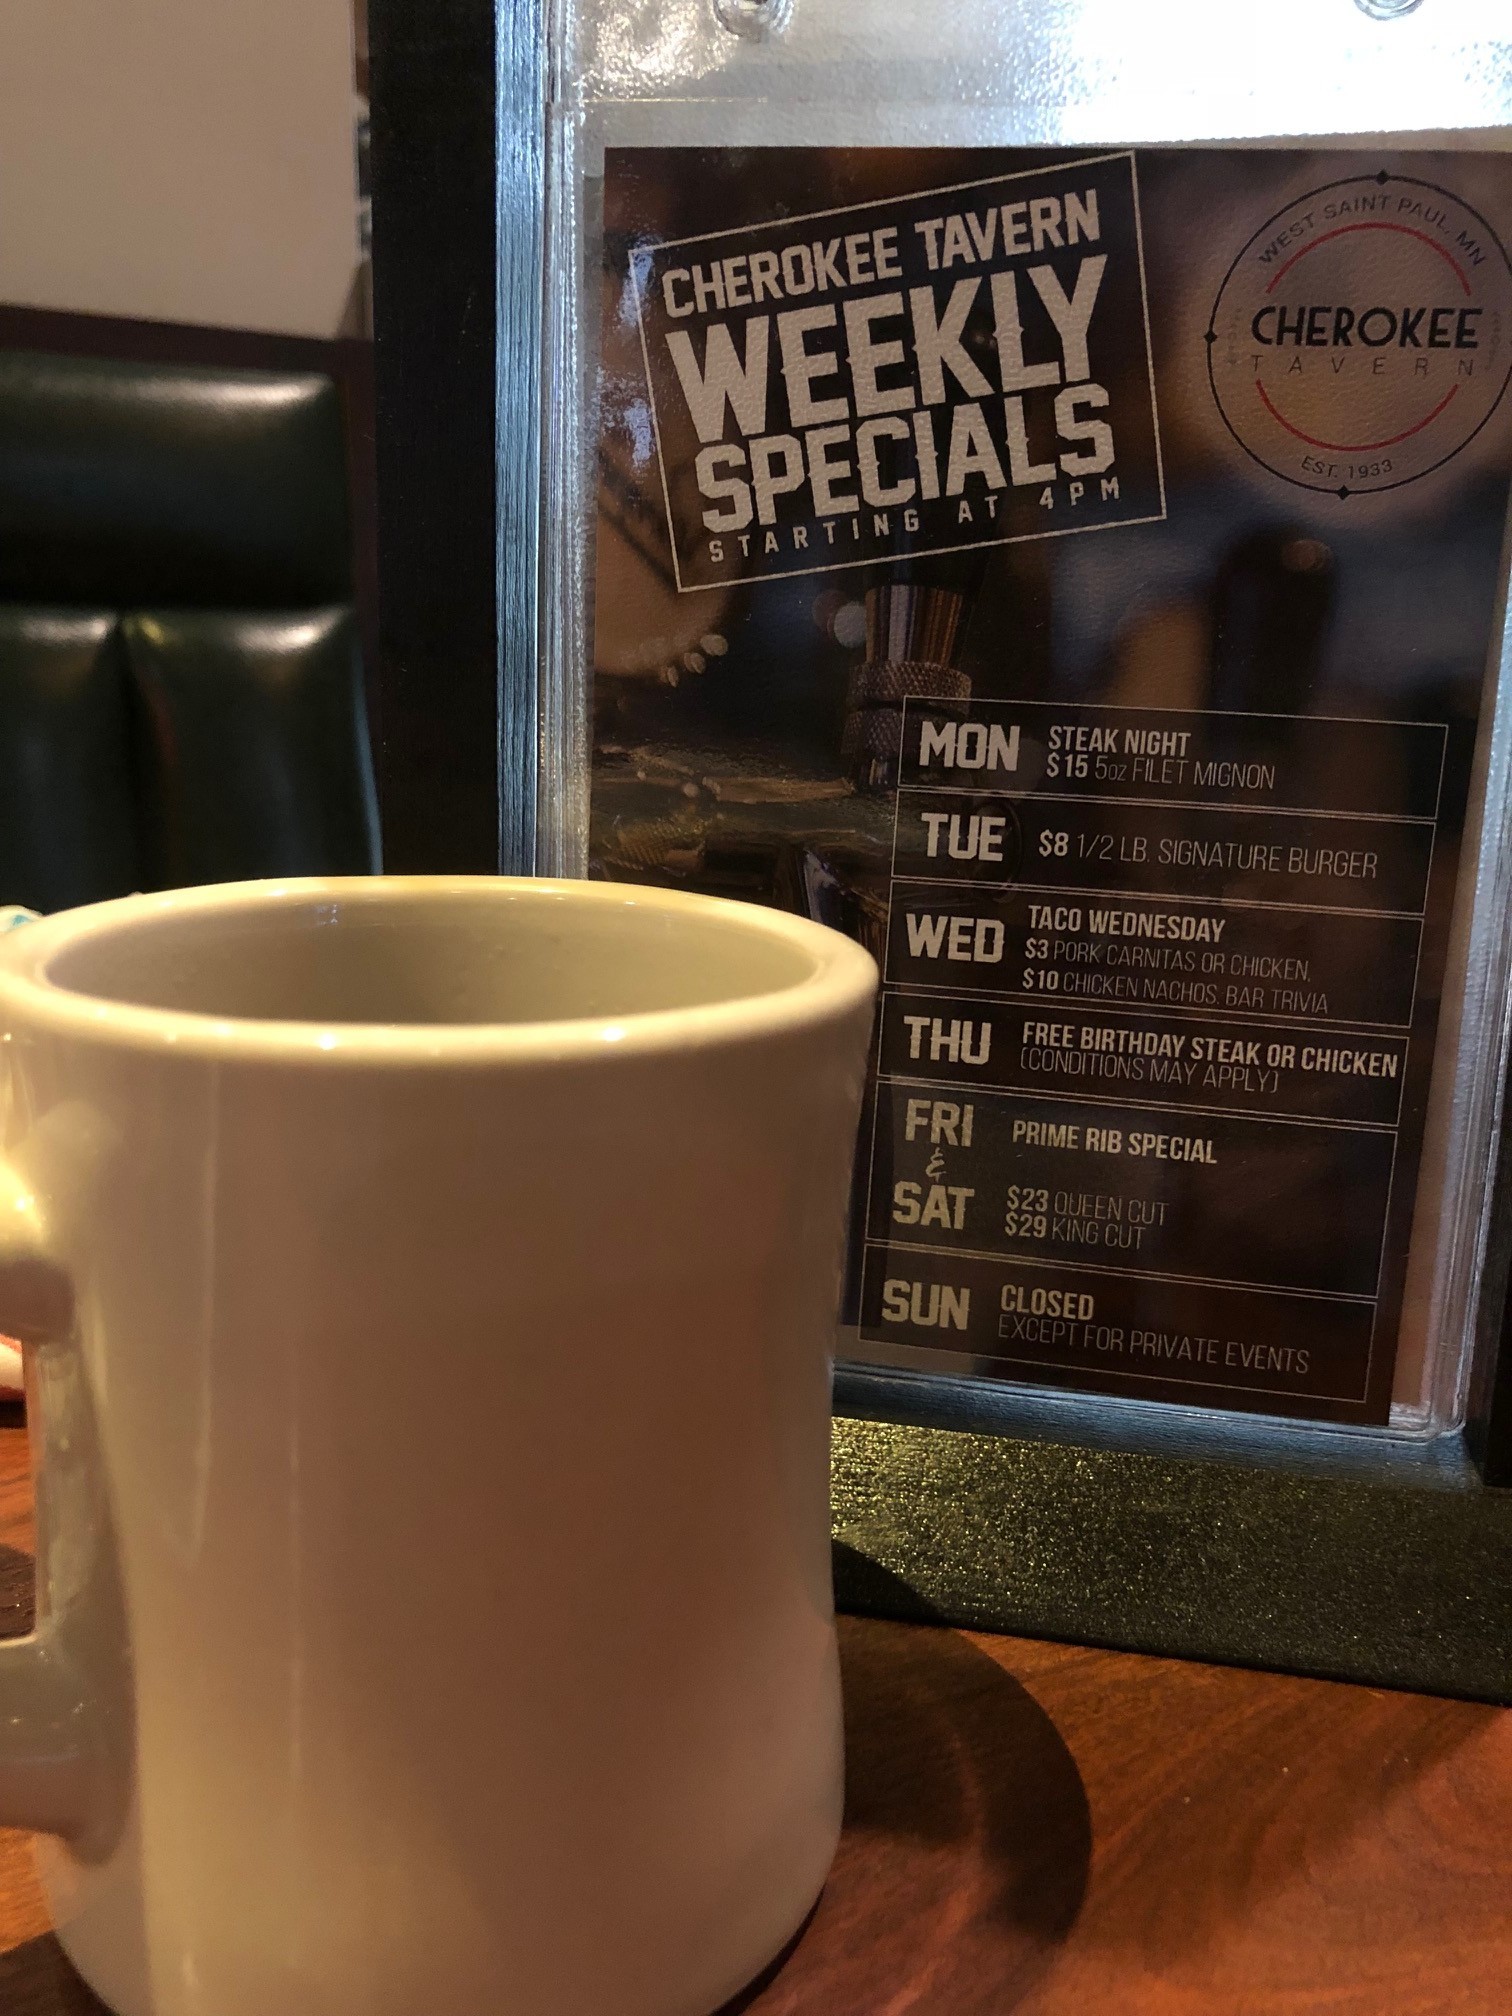 CHEROKEE TAVERN
WEEKLY
SPECIALS
STARTING AT 4PM
WEST SAINT PAUL, MN
CHEROKEE
TAVERN
EST. 1933
MON
STEAK NIGHT
$15 5oz FILET MIGNON
TUE
$8 1/2 LB. SIGNATURE BURGER
WED
TACO WEDNESDAY
$3 PORK CARNITAS OR CHICKEN,
$10 CHICKEN NACHOS, BAR TRIVIA
THU
FREE BIRTHDAY STEAK OR CHICKEN
(CONDITIONS MAY APPLY)
FRI
&
SAT
PRIME RIB SPECIAL
$23 QUEEN CUT
$29 KING CUT
SUN
CLOSED
EXCEPT FOR PRIVATE EVENTS